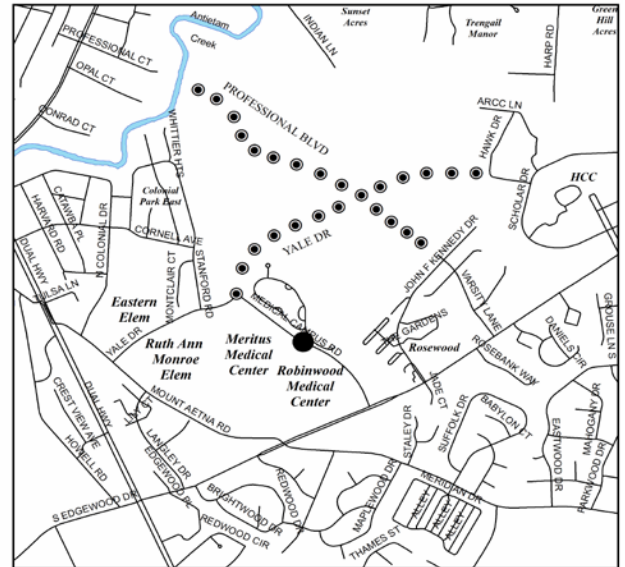 Antietam
Creek
INDIAN LN
Sunset
Acres
Trengail
Manor
HARP RD
Green
Hill
Acres
PROFESSIONAL CT
OPAL CT
CONRAD CT
PROFESSIONAL BLVD
ARCC LN
HAWK DR
SCHOLAR DR
HCC
WHITTIER HTS
Colonial
Park East
CATAWBA PL
HARVARD RD
DUAL HWY
TULSA LN
N COLONIAL DR
CORNELL AVE
YALE DR
STANFORD RD
MONTCLAIR CT
JOHN F KENNEDY DR
VARSITY LANE
GROUSE LN S
Eastern
Elem
YALE DR
MEDICAL CAMPUS RD
Ruth Ann
Monroe
Elem
Meritus
Medical
Center
Robinwood
Medical
Center
GARDENS
Rosewood
ROSEBANK WAY
DANIELS CIR
JADE CT
CREST VIEW AVE
HOWELL RD
DUAL HWY
MOUNT AETNA RD
LANGLEY DR
EDGEWOOD PL
S EDGEWOOD DR
BRIGHTWOOD DR
REDWOOD DR
REDWOOD CIR
STALEY DR
SUFFOLK DR
BABYLON CT
MAPLEWOOD DR
MERIDIAN DR
ALLEY
ALLEY
ALLEY
THAMES ST
EASTWOOD DR
MAHOGANY DR
PARKWOOD DR